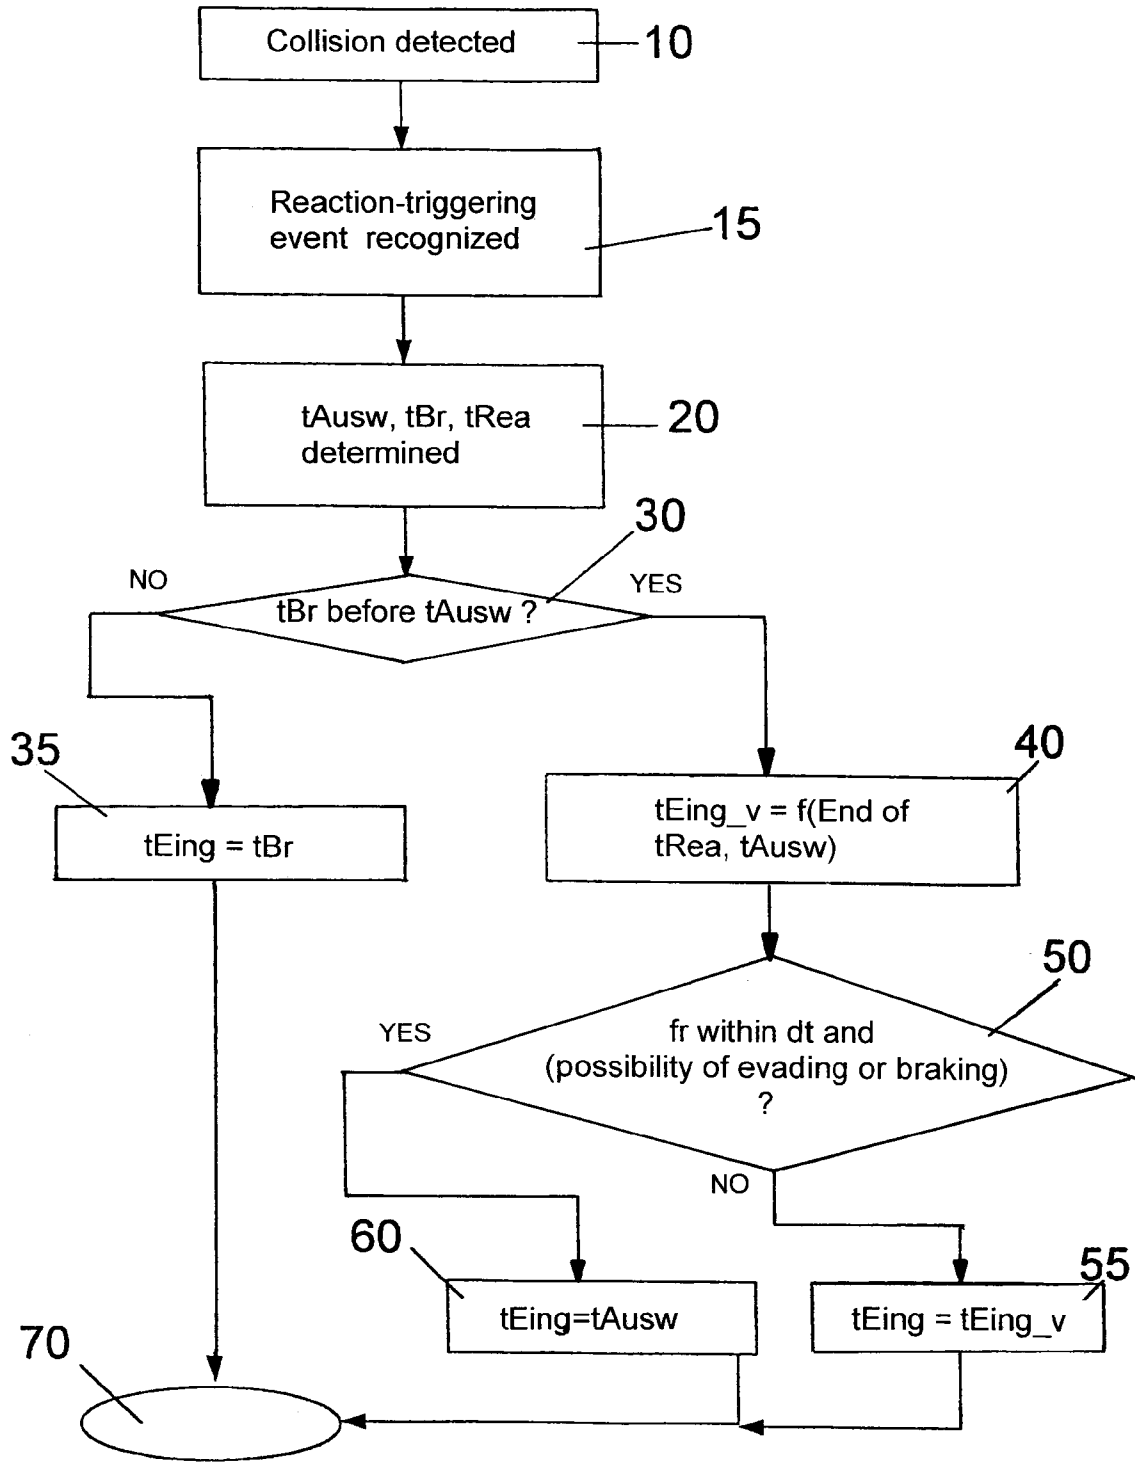 Collision detected
10
Reaction-triggering
event recognized
15
tAusw, tBr, tRea
determined
20
30
NO
YES
tBr before tAusw ?
35
40
tEing = tBr
tEing_v = f(End of
tRea, tAusw)
50
YES
fr within dt and
(possibility of evading or braking)
?
NO
60
55
tEing=tAusw
tEing = tEing_v
70